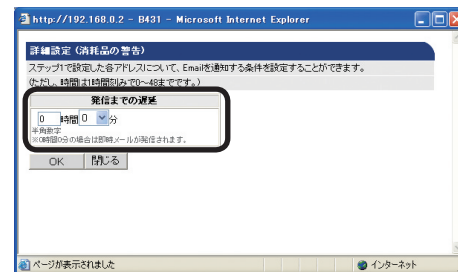 http://192.168.0.2 - B431 - Microsoft Internet Explorer
詳細設定（消耗品の警告）
ステップ1で設定した各アドレスについて、Emailを通知する条件を設定することができます。
（ただし、時間は1時間刻みで0～48までです。）
発信までの遅延
0 時間 0 分
半角数字
※0時間0分の場合は即時メールが発信されます。
OK 閉じる
ページが表示されました インターネット